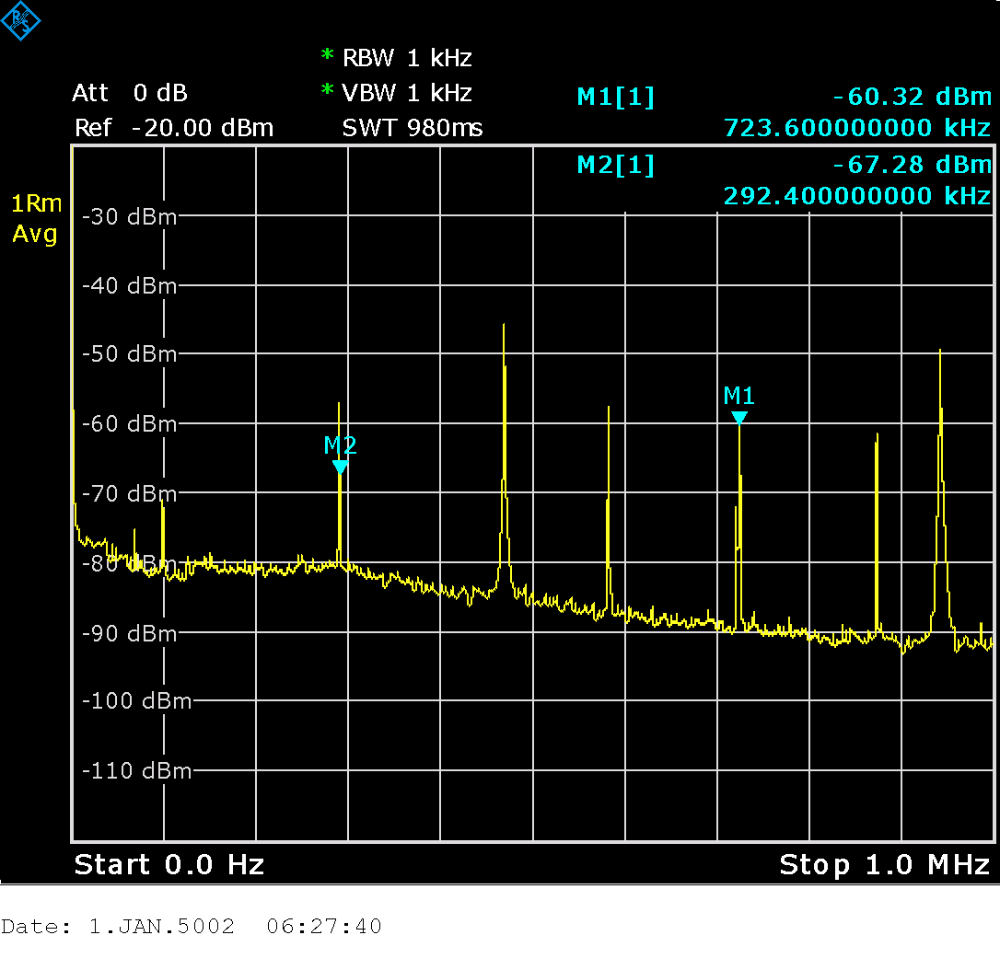 R&S
* RBW 1 kHz
Att 0 dB * VBW 1 kHz M1[1] -60.32 dBm
Ref -20.00 dBm SWT 980ms 723.600000000 kHz
M2[1] -67.28 dBm
292.400000000 kHz
1Rm
Avg
-30 dBm
-40 dBm
-50 dBm
M1
-60 dBm
M2
-70 dBm
-80 dBm
-90 dBm
-100 dBm
-110 dBm
Start 0.0 Hz Stop 1.0 MHz
Date: 1.JAN.5002 06:27:40